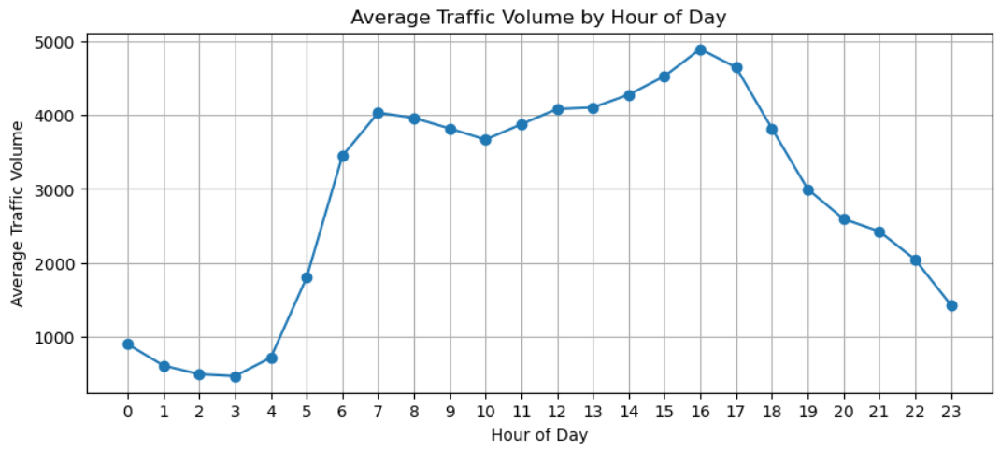 Average Traffic Volume by Hour of Day
5000
4000
3000
2000
1000
Average Traffic Volume
0 1 2 3 4 5 6 7 8 9 10 11 12 13 14 15 16 17 18 19 20 21 22 23
Hour of Day